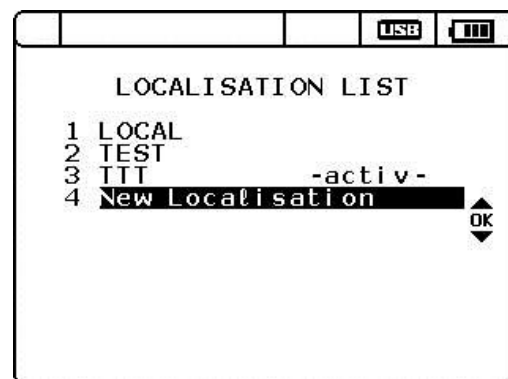 USB
LOCALISATION LIST
1 LOCAL
2 TEST
3 TTT -activ-
4 New Localisation
OK